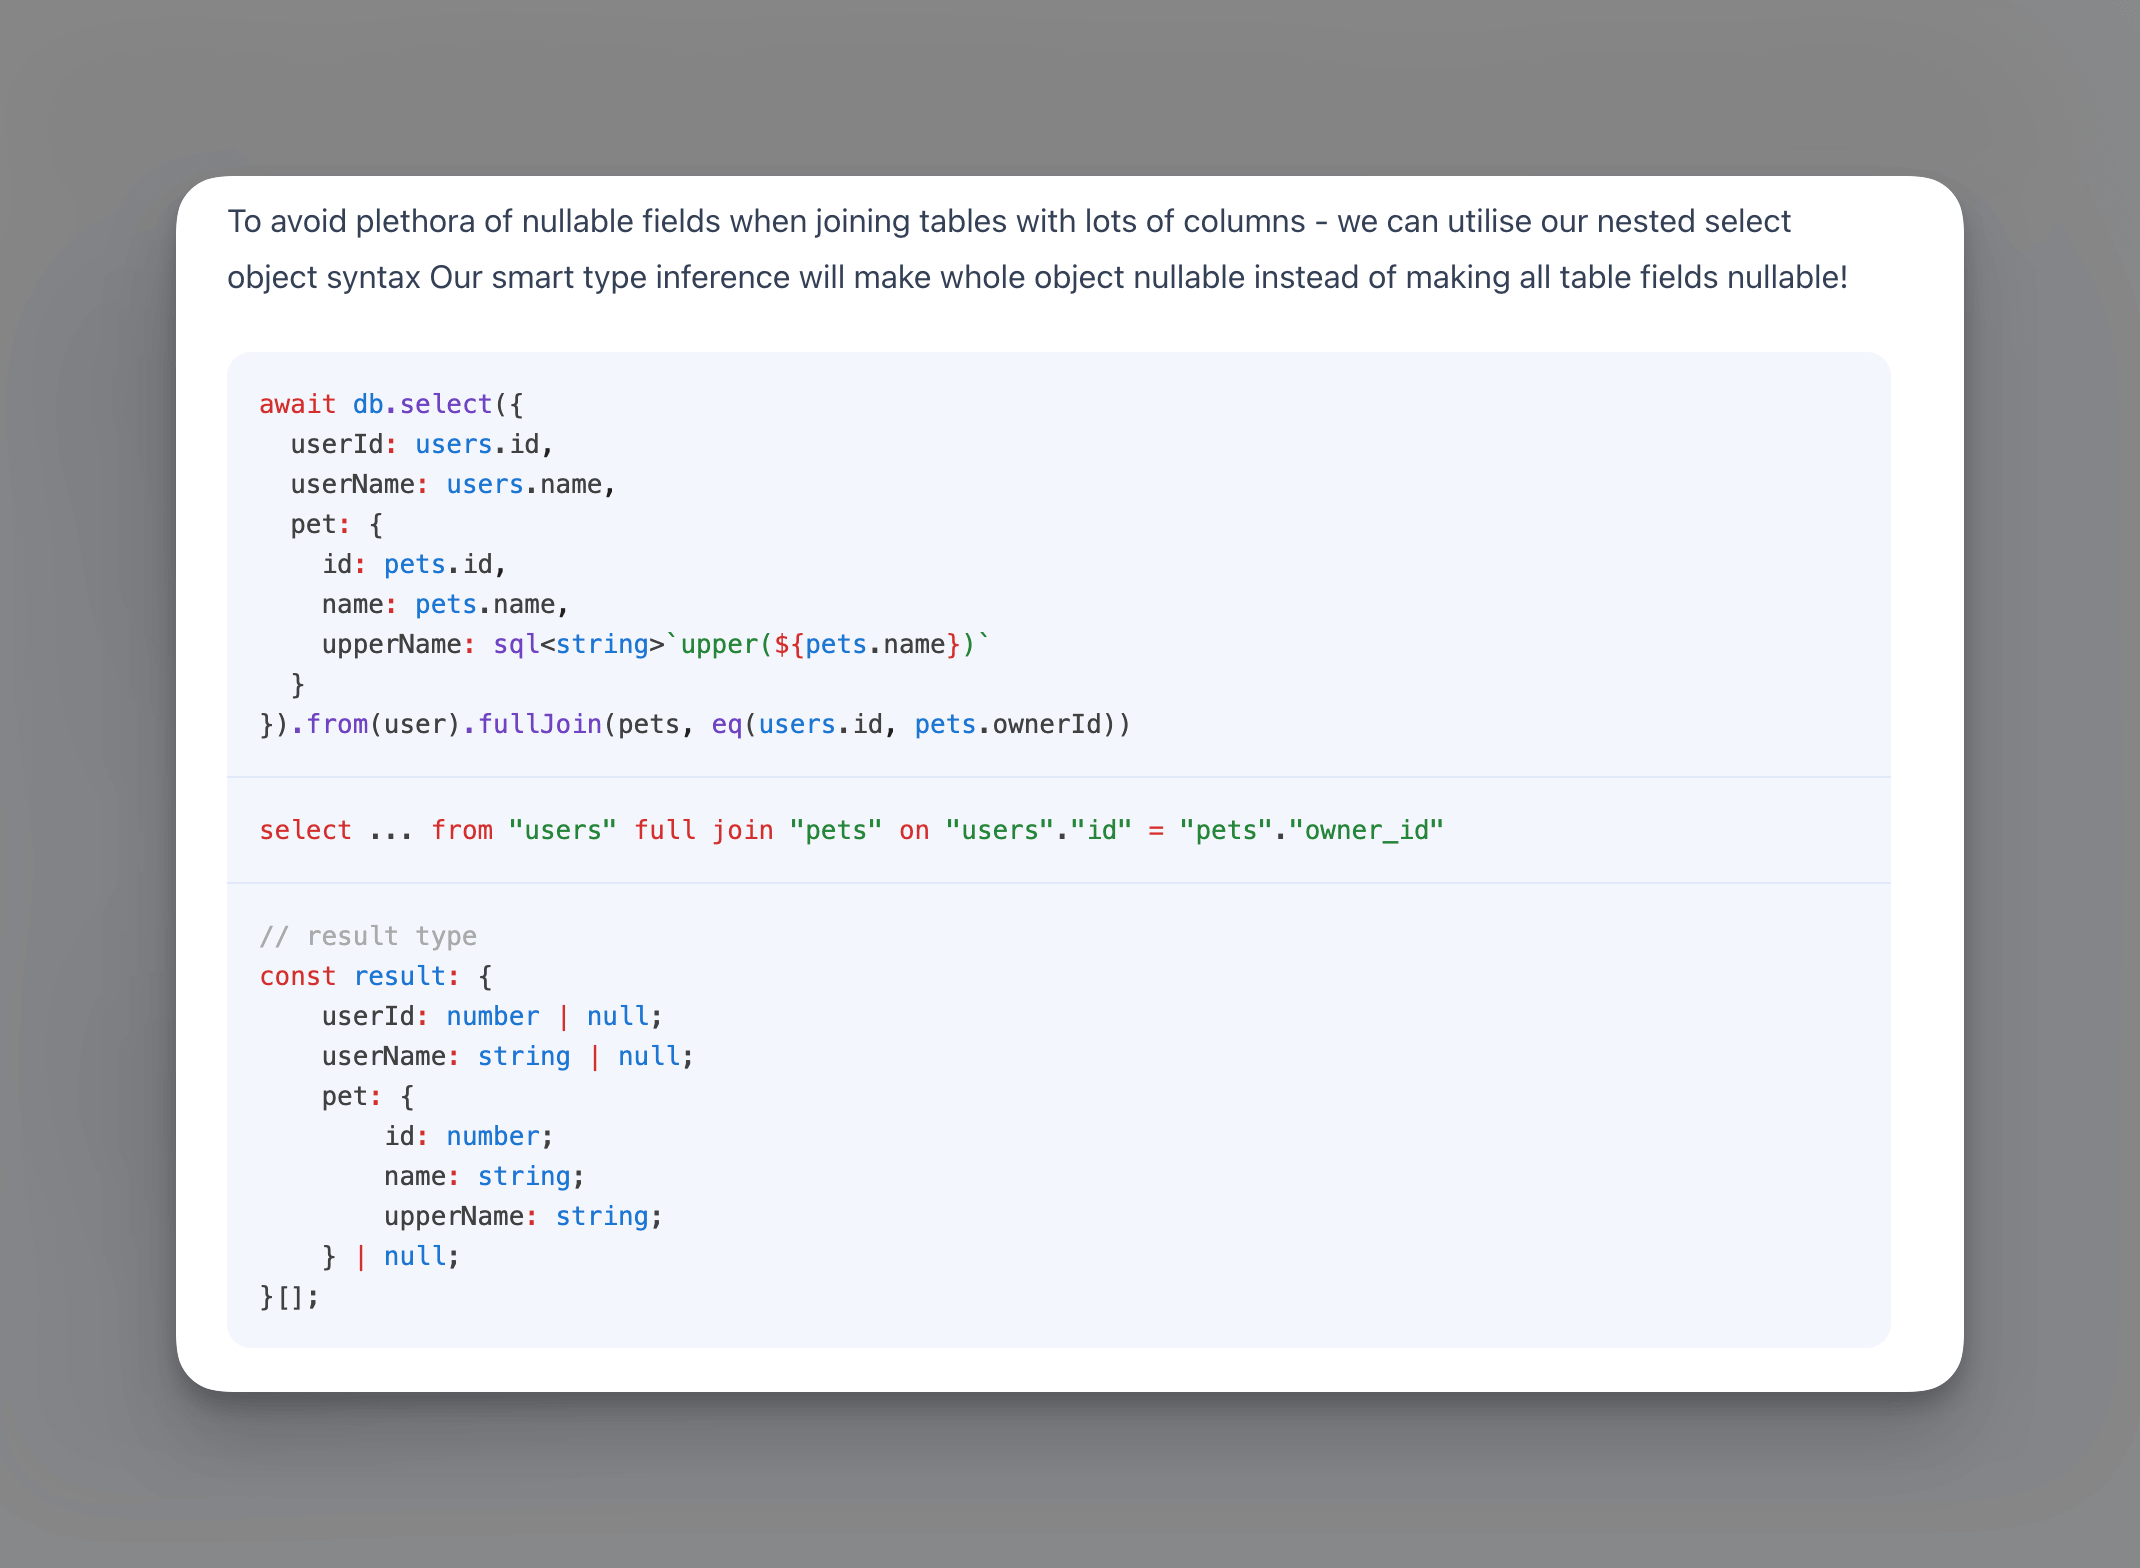 To avoid plethora of nullable fields when joining tables with lots of columns - we can utilise our nested select
object syntax Our smart type inference will make whole object nullable instead of making all table fields nullable!
await db.select({
  userId: users.id,
  userName: users.name,
  pet: {
    id: pets.id,
    name: pets.name,
    upperName: sql<string>`upper(${pets.name})`
  }
}).from(user).fullJoin(pets, eq(users.id, pets.ownerId))
select ... from "users" full join "pets" on "users"."id" = "pets"."owner_id"
// result type
const result: {
    userId: number | null;
    userName: string | null;
    pet: {
        id: number;
        name: string;
        upperName: string;
    } | null;
}[];